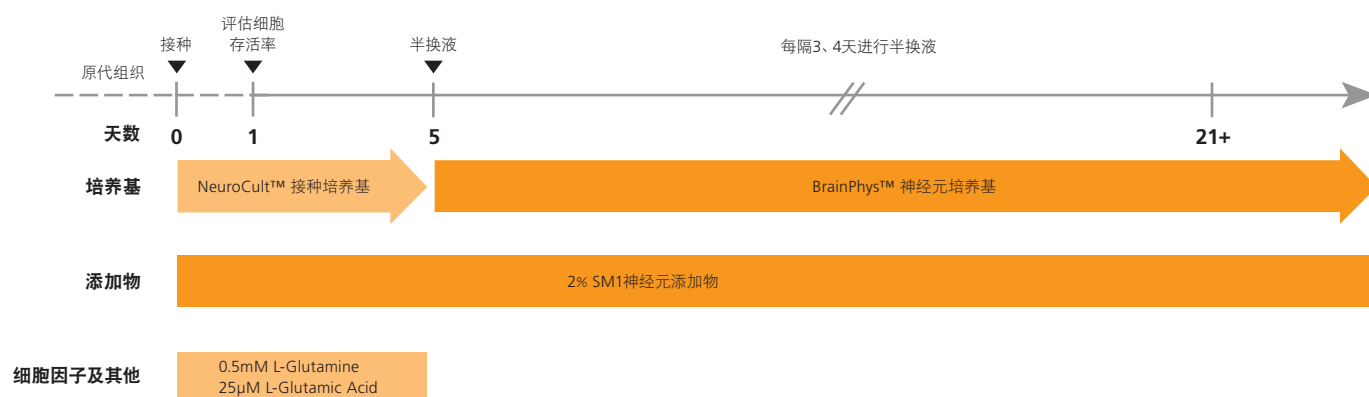 评估细胞
存活率
接种
半换液
每隔3、4天进行半换液
原代组织
天数 0 1 5 21+
培养基 NeuroCult™ 接种培养基 BrainPhys™ 神经元培养基
添加物 2% SM1神经元添加物
细胞因子及其他
0.5mM L-Glutamine
25µM L-Glutamic Acid